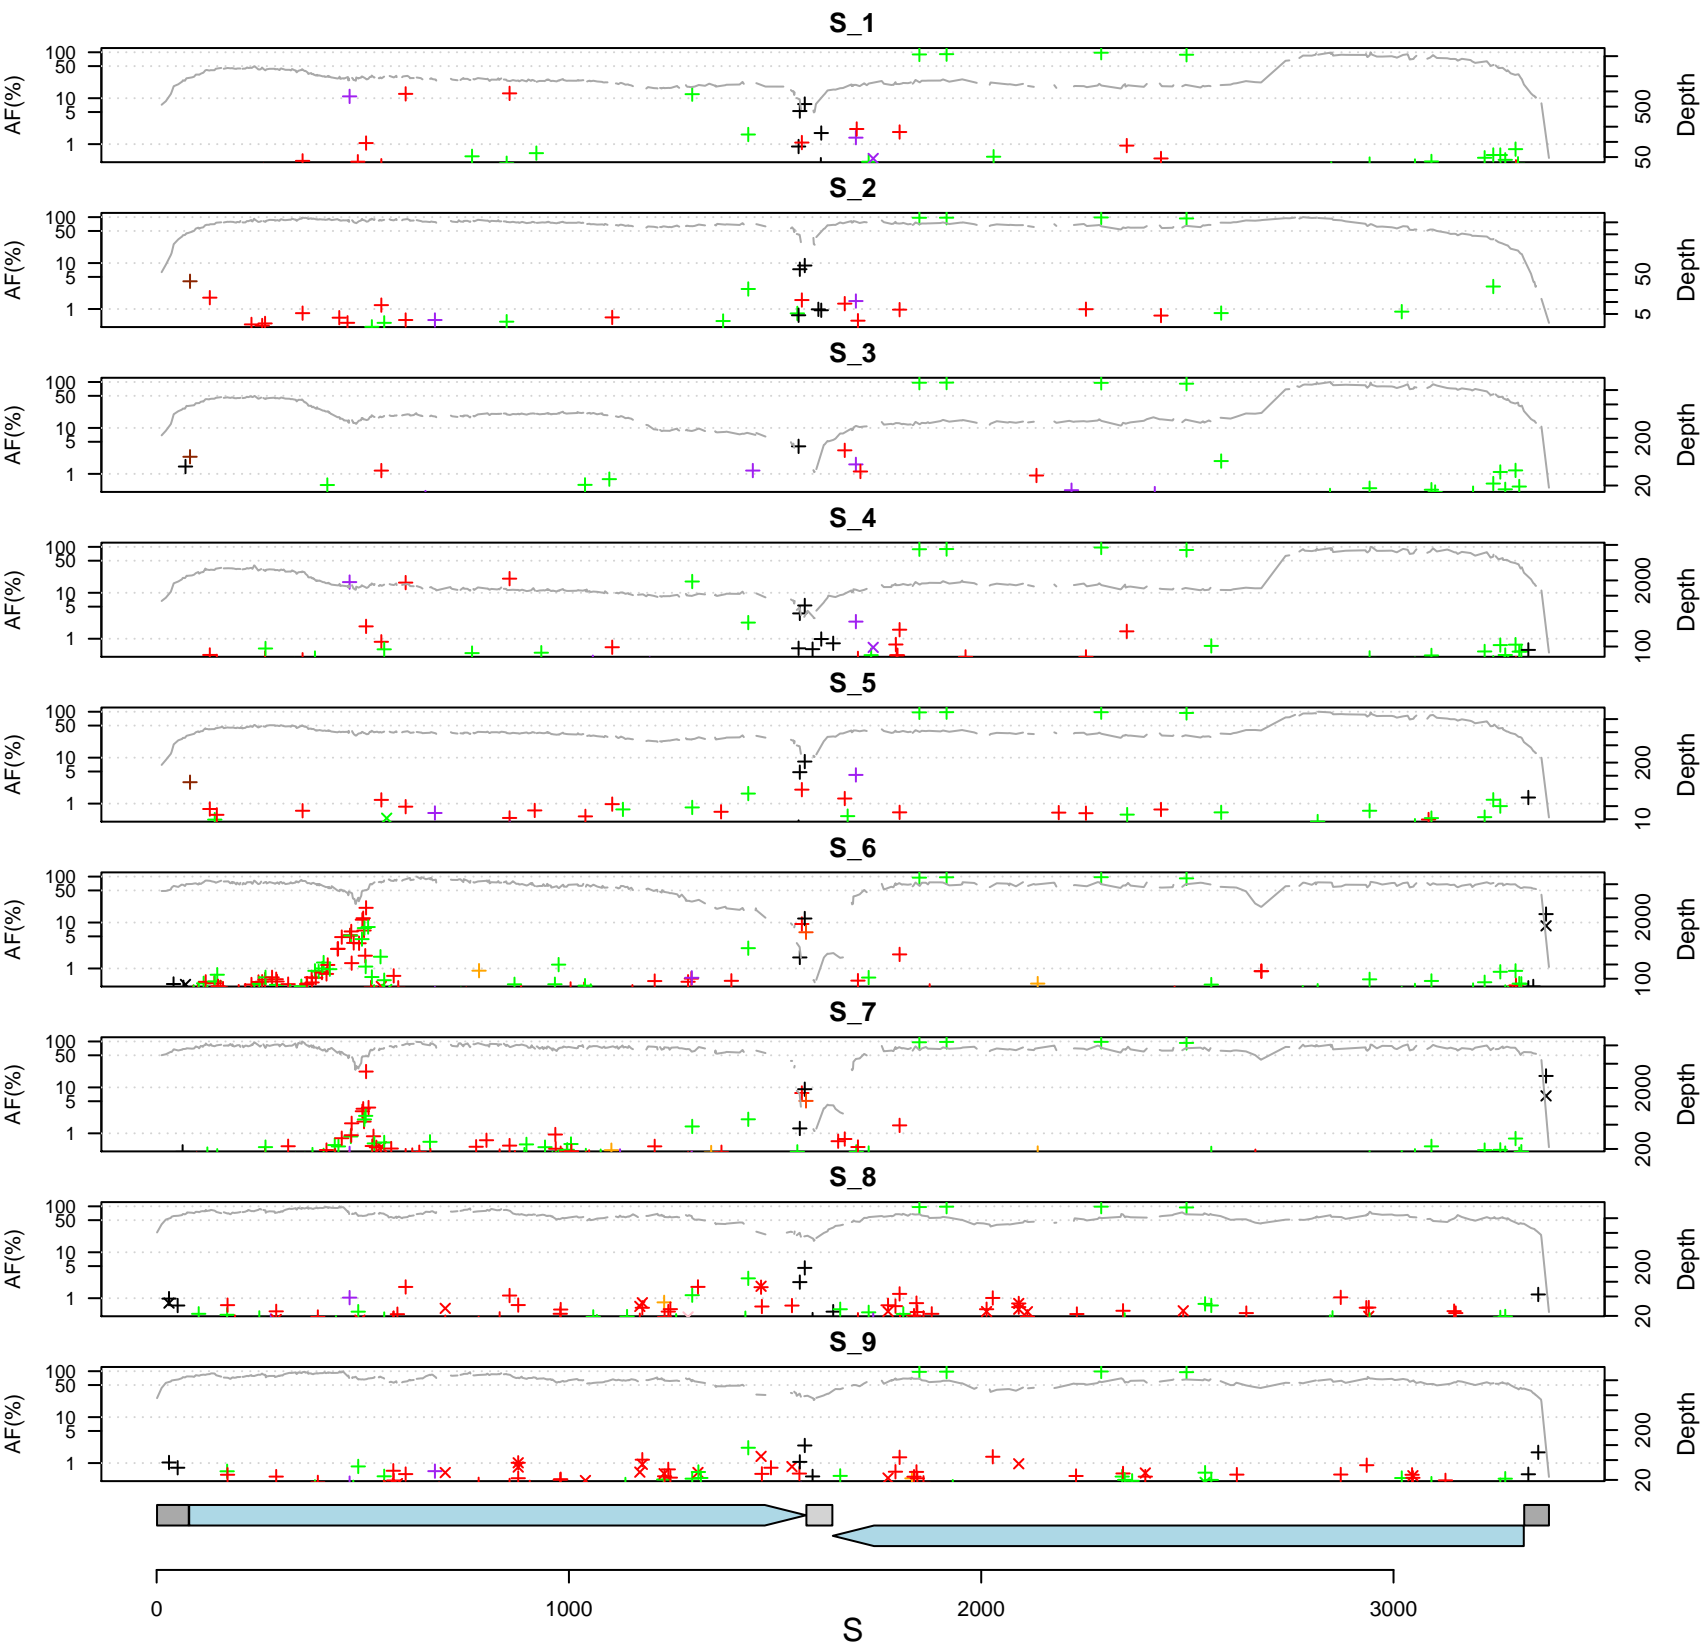 S_1
AF(%) 100 50 10 5 1 500 50 Depth
S_2
AF(%) 100 50 10 5 1 50 5 Depth
S_3
AF(%) 100 50 10 5 1 200 20 Depth
S_4
AF(%) 100 50 10 5 1 2000 100 Depth
S_5
AF(%) 100 50 10 5 1 200 10 Depth
S_6
AF(%) 100 50 10 5 1 2000 100 Depth
S_7
AF(%) 100 50 10 5 1 2000 200 Depth
S_8
AF(%) 100 50 10 5 1 200 20 Depth
S_9
AF(%) 100 50 10 5 1 200 20 Depth
0 1000 2000 3000
S